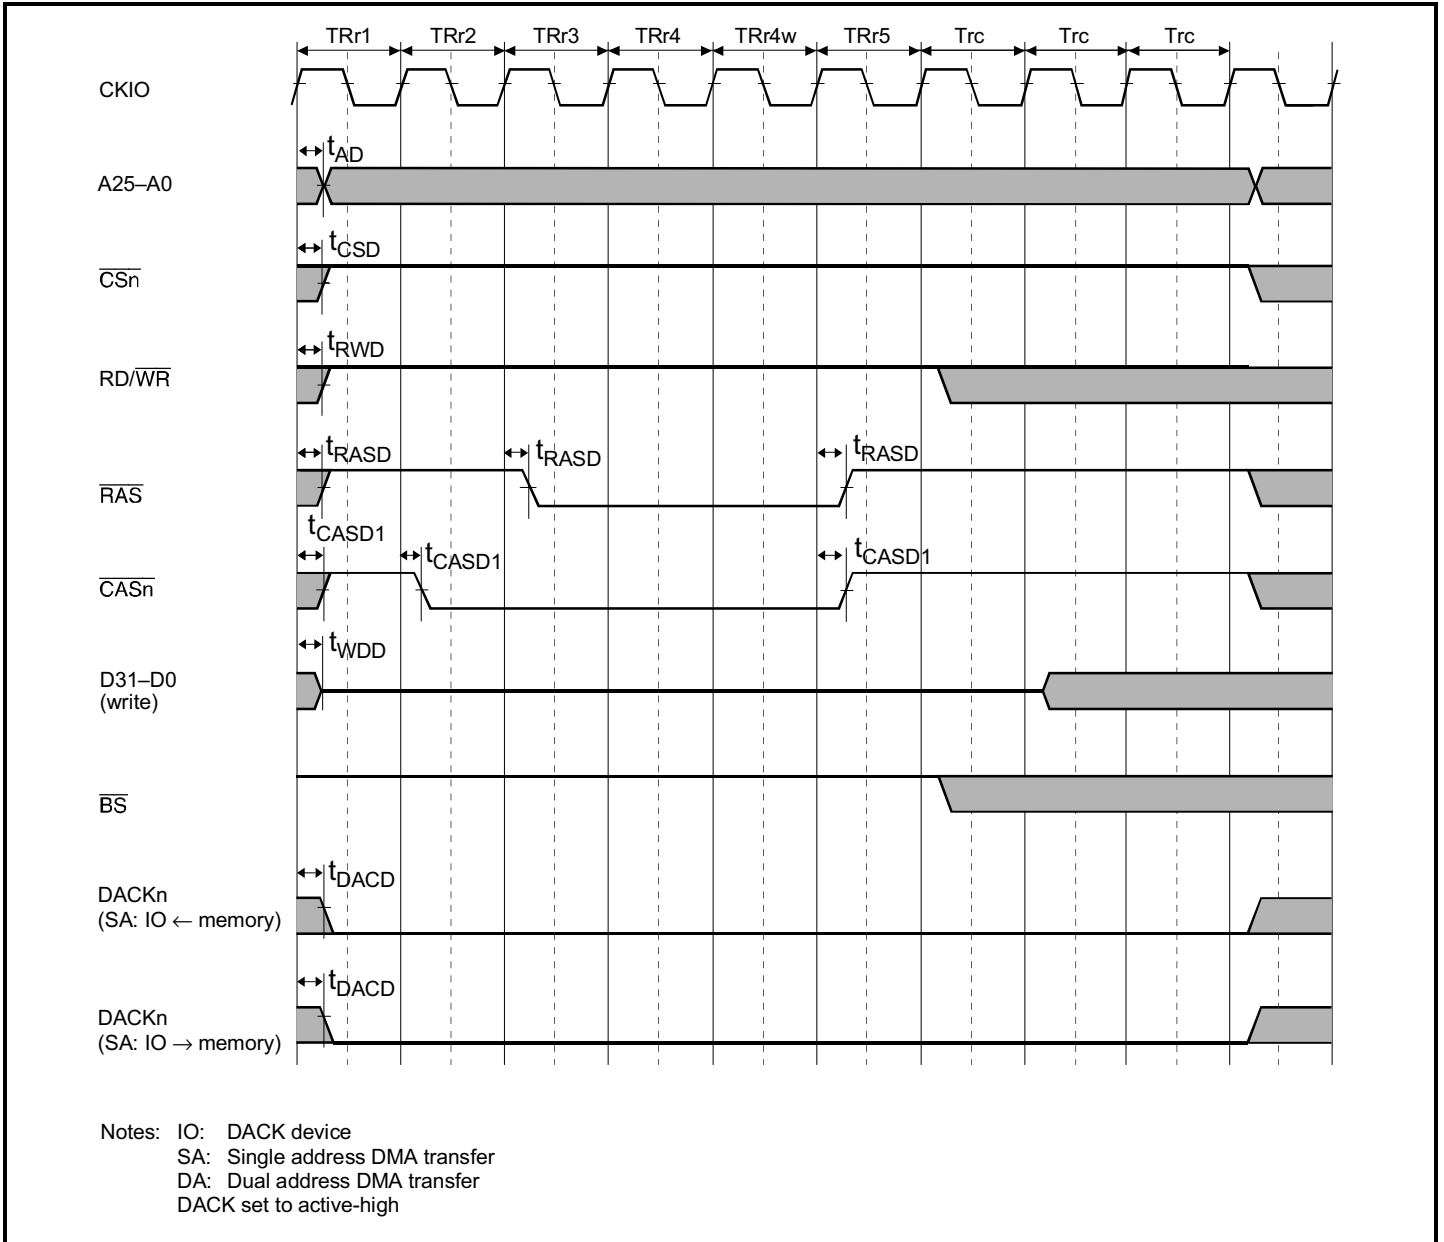 TRr1 TRr2 TRr3 TRr4 TRr4w TRr5 Trc Trc Trc
CKIO
tAD
A25–A0
tCSD
CSn
tRWD
RD/WR
tRASD tRASD tRASD
RAS
tCASD1 tCASD1 tCASD1
CASn
tWDD
D31–D0
(write)
BS
tDACD
DACKn
(SA: IO ← memory)
tDACD
DACKn
(SA: IO → memory)
Notes: IO: DACK device
SA: Single address DMA transfer
DA: Dual address DMA transfer
DACK set to active-high